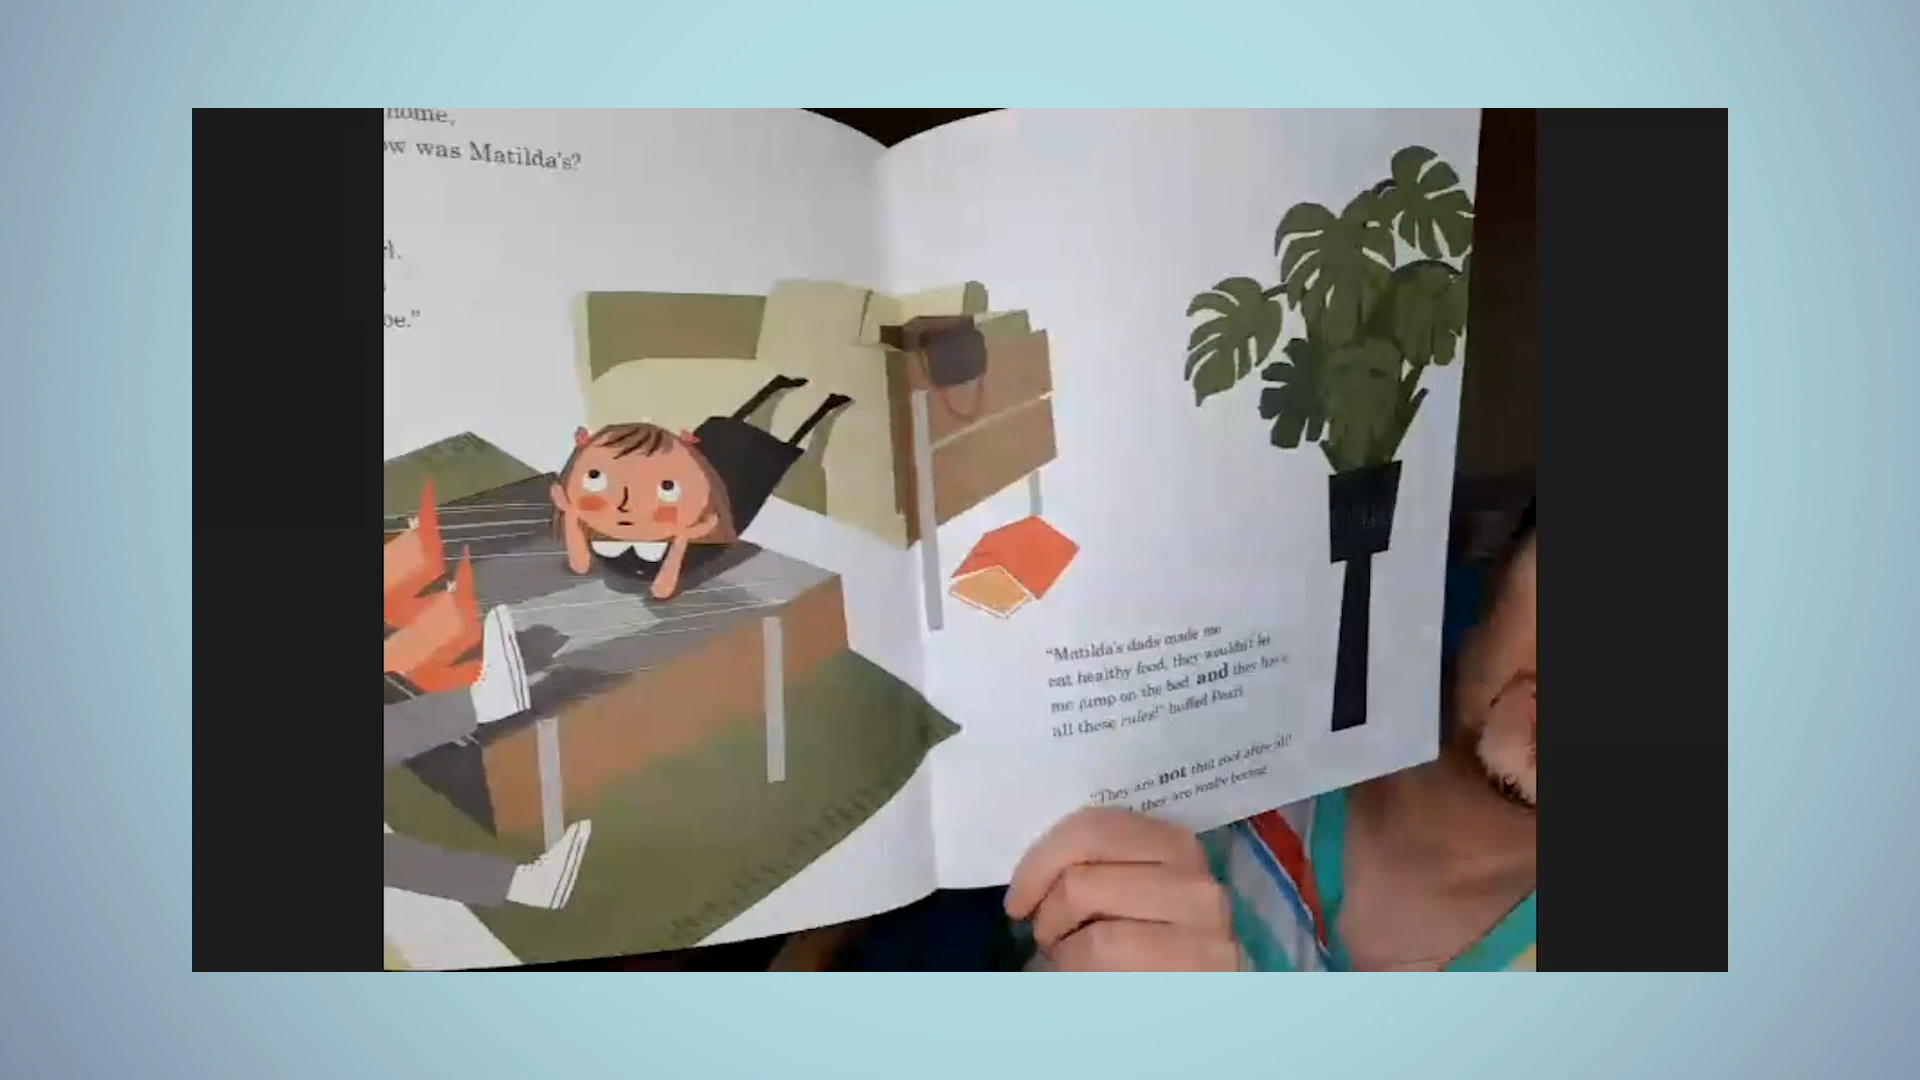 home,
ow was Matilda's?
rl.
be."
"Matilda's dads made me
eat healthy food, they wouldn't let
me jump on the bed and they have
all these rules!" huffed Pearl.
"They are not that cool after all!
they are really boring